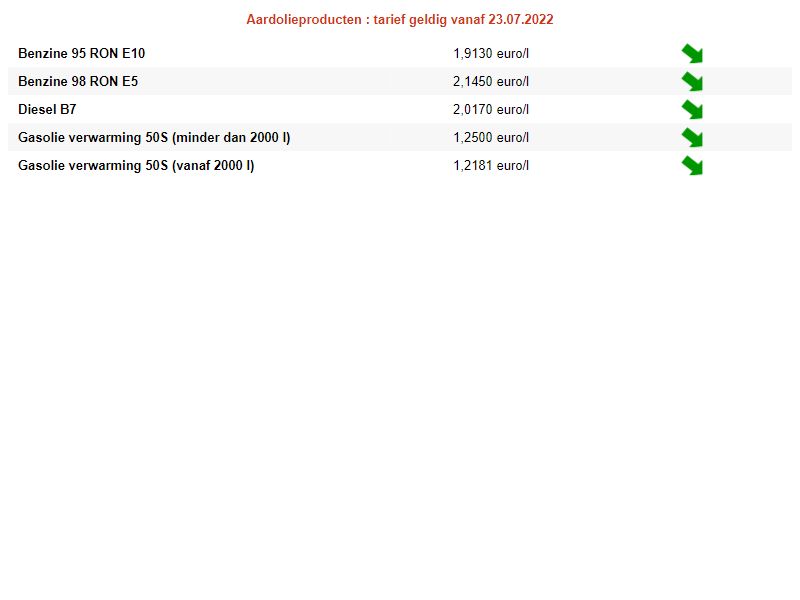 Aardolieproducten : tarief geldig vanaf 23.07.2022
Benzine 95 RON E10 1,9130 euro/l
Benzine 98 RON E5 2,1450 euro/l
Diesel B7 2,0170 euro/l
Gasolie verwarming 50S (minder dan 2000 l) 1,2500 euro/l
Gasolie verwarming 50S (vanaf 2000 l) 1,2181 euro/l